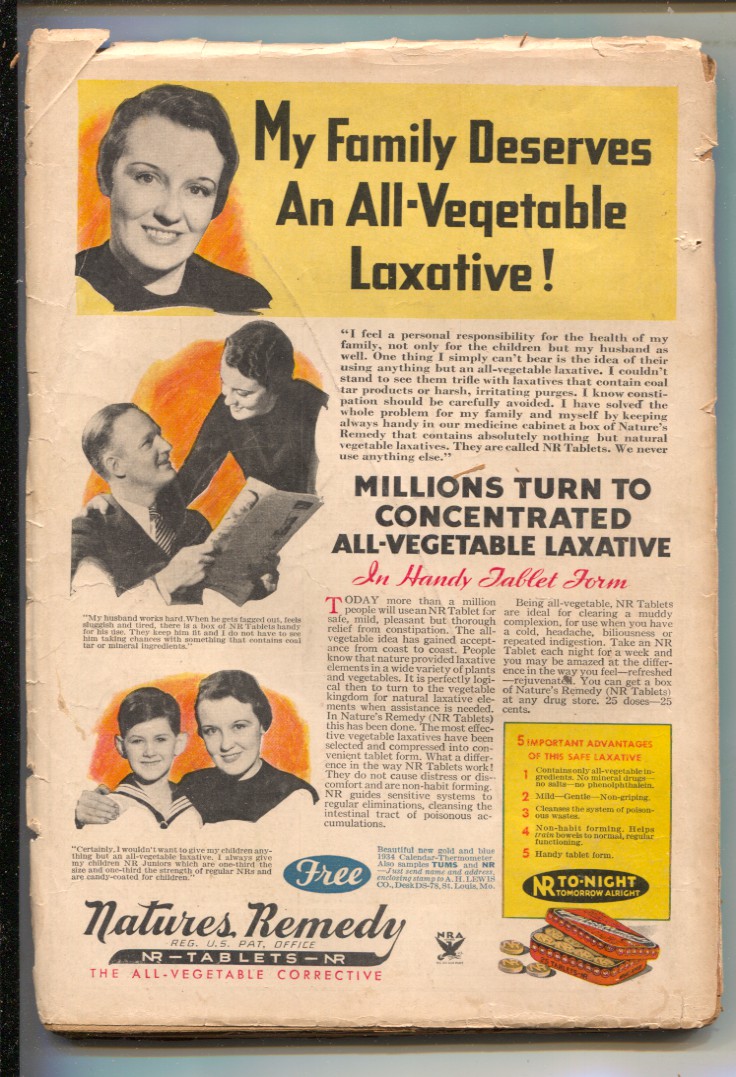 My Family Deserves
An All-Vegetable
Laxative!
"I feel a personal responsibility for the health of my
family, not only for the children but my husband as
well. One thing I simply can't bear is the idea of their
using anything but an all-vegetable laxative. I couldn't
stand to see them trifle with laxatives that contain coal
tar products or harsh, irritating purges. I know consti-
pation should be carefully avoided. I have solved the
whole problem for my family and myself by keeping
always handy in our medicine cabinet a box of Nature's
Remedy that contains absolutely nothing but natural
vegetable laxatives. They are called NR Tablets. We never
use anything else."
MILLIONS TURN TO
CONCENTRATED
ALL-VEGETABLE LAXATIVE
In Handy Tablet Form
"My husband works hard. When he gets fagged out, feels
sluggish and tired, there is a box of NR Tablets handy
for his use. They keep him fit and I do not have to see
him taking chances with something that contains coal
tar or mineral ingredients."
TODAY more than a million
people will use an NR Tablet for
safe, mild, pleasant but thorough
relief from constipation. The all-
vegetable idea has gained accept-
ance from coast to coast. People
know that nature provided laxative
elements in a wide variety of plants
and vegetables. It is perfectly logi-
cal then to turn to the vegetable
kingdom for natural laxative ele-
ments when assistance is needed.
In Nature's Remedy (NR Tablets)
this has been done. The most effec-
tive vegetable laxatives have been
selected and compressed into con-
venient tablet form. What a differ-
ence in the way NR Tablets work!
They do not cause distress or dis-
comfort and are non-habit forming.
NR guides sensitive systems to
regular eliminations, cleansing the
intestinal tract of poisonous ac-
cumulations.
Being all-vegetable, NR Tablets
are ideal for clearing a muddy
complexion, for use when you have
a cold, headache, biliousness or
repeated indigestion. Take an NR
Tablet each night for a week and
you may be amazed at the differ-
ence in the way you feel—refreshed
—rejuvenated. You can get a box
of Nature's Remedy (NR Tablets)
at any drug store. 25 doses—25
cents.
5 IMPORTANT ADVANTAGES
OF THIS SAFE LAXATIVE
1 Contains only all-vegetable in-
gredients. No mineral drugs—
no salts—no phenolphthalein.
2 Mild—Gentle—Non-griping.
3 Cleanses the system of poison-
ous wastes.
4 Non-habit forming. Helps
train bowels to normal, regular
functioning.
5 Handy tablet form.
NR TO-NIGHT
TOMORROW ALRIGHT
"Certainly, I wouldn't want to give my children any-
thing but an all-vegetable laxative. I always give
my children NR Juniors which are one-third the
size and one-third the strength of regular NRs and
are candy-coated for children."
Free
Beautiful new gold and blue
1934 Calendar-Thermometer
Also samples TUMS and NR
—Just send name and address,
enclosing stamp to A. H. LEWIS
CO., Desk DS-78, St. Louis, Mo.
Natures Remedy
REG. U.S. PAT. OFFICE
NR-TABLETS-NR
THE ALL-VEGETABLE CORRECTIVE
NRA